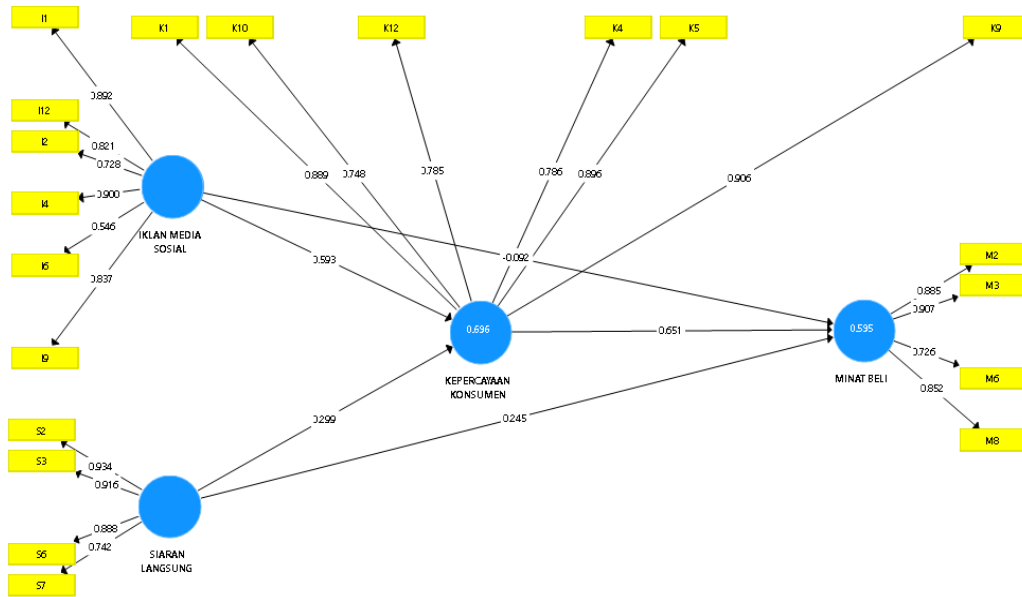 I1
K1
K10
K12
K4
K5
K9
0.892
I12
I2
0.821
0.728
I4
0.900
0.546
I6
0.837
I9
IKLAN MEDIA
SOSIAL
0.889
0.748
0.785
0.786
0.896
0.906
0.593
-0.092
0.696
KEPERCAYAAN
KONSUMEN
0.651
0.595
MINAT BELI
M2
0.885
M3
0.907
0.726
M6
0.852
M8
0.299
0.245
S2
S3
0.934
0.916
0.888
S6
0.742
S7
SIARAN
LANGSUNG